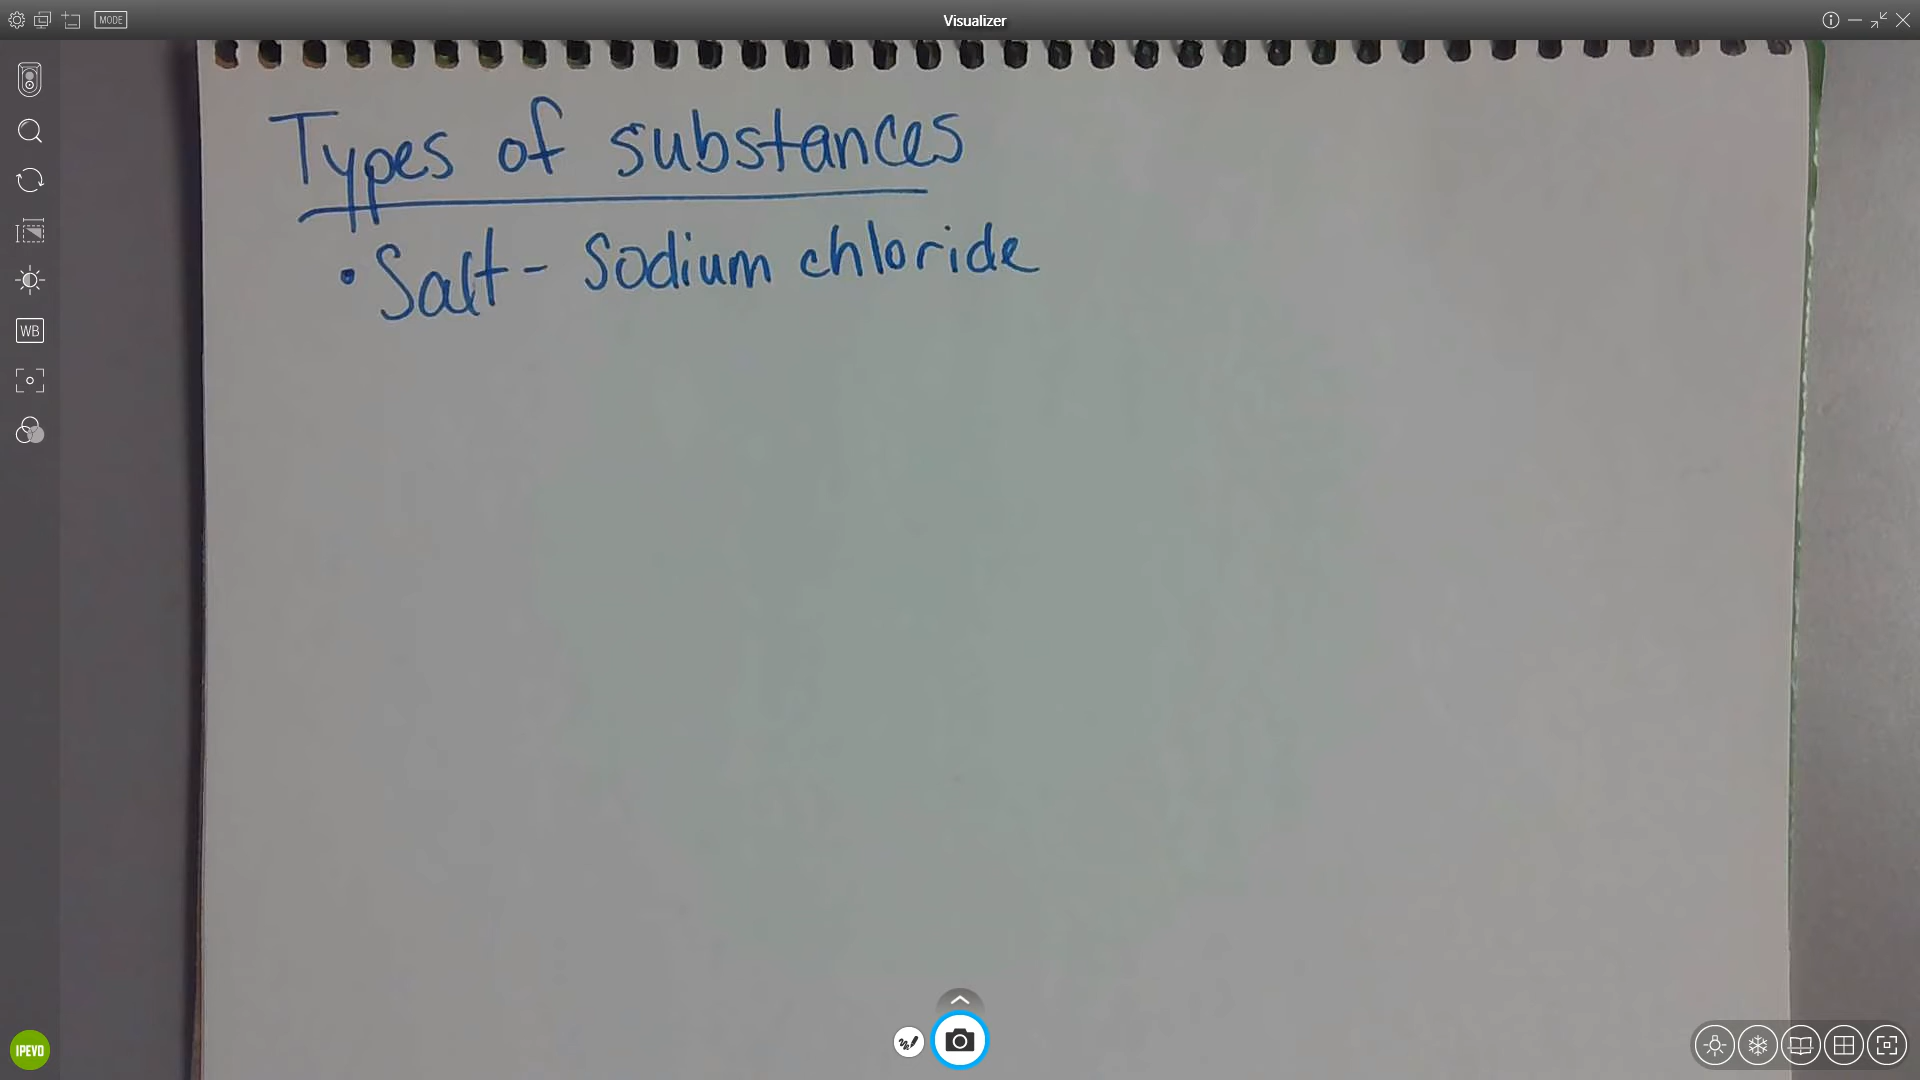 MODE
Visualizer
Types of substances
• Salt - Sodium chloride
WB
IPEVO